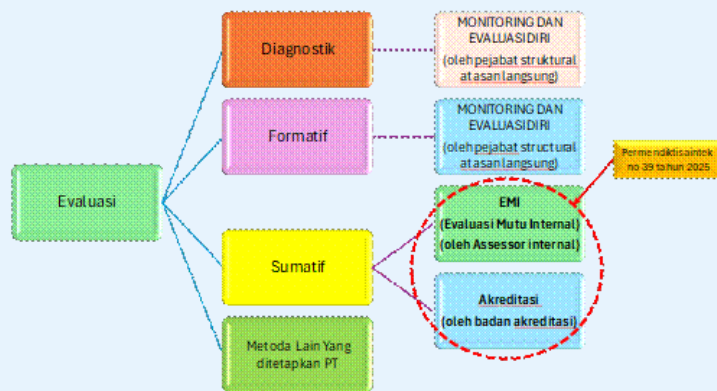 Diagnostik
MONITORING DAN
EVALUASI DIRI
(oleh pejabat struktural
atasan langsung)
Formatif
MONITORING DAN
EVALUASI DIRI
(oleh pejabat structural
atasan langsung)
Permendiktisaintek
no 39 tahun 2025
Evaluasi
EMI
(Evaluasi Mutu Internal)
(oleh Assessor internal)
Sumatif
Akreditasi
(oleh badan akreditasi)
Metoda Lain Yang
ditetapkan PT